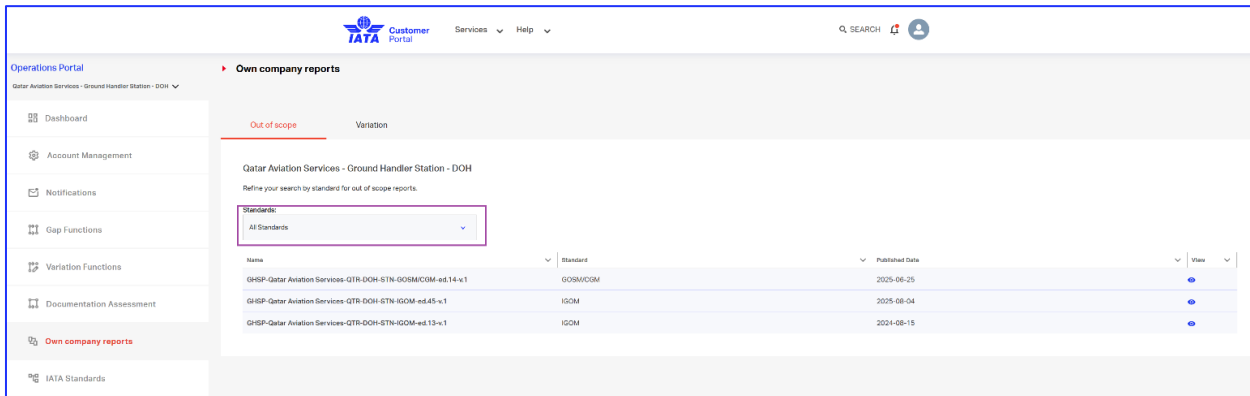 IATA Customer Portal
Services
Help
SEARCH
Operations Portal
Qatar Aviation Services - Ground Handler Station - DOH
Own company reports
Dashboard
Account Management
Notifications
Gap Functions
Variation Functions
Documentation Assessment
Own company reports
IATA Standards
Out of scope
Variation
Qatar Aviation Services - Ground Handler Station - DOH
Refine your search by standard for out of scope reports.
Standards:
All Standards
Name Standard Published Date View
GHSP-Qatar Aviation Services-QTR-DOH-STN-GOSM/CGM-ed.14-v.1 GOSM/CGM 2025-06-25
GHSP-Qatar Aviation Services-QTR-DOH-STN-IGOM-ed.45-v.1 IGOM 2025-08-04
GHSP-Qatar Aviation Services-QTR-DOH-STN-IGOM-ed.13-v.1 IGOM 2024-08-15